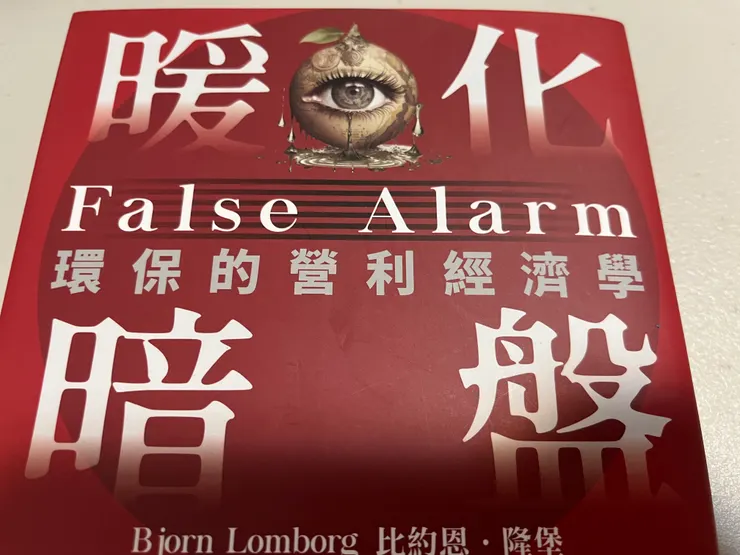 暖化
False Alarm
環保的營利經濟學
暗盤
Bjorn Lomborg 比約恩·隆堡